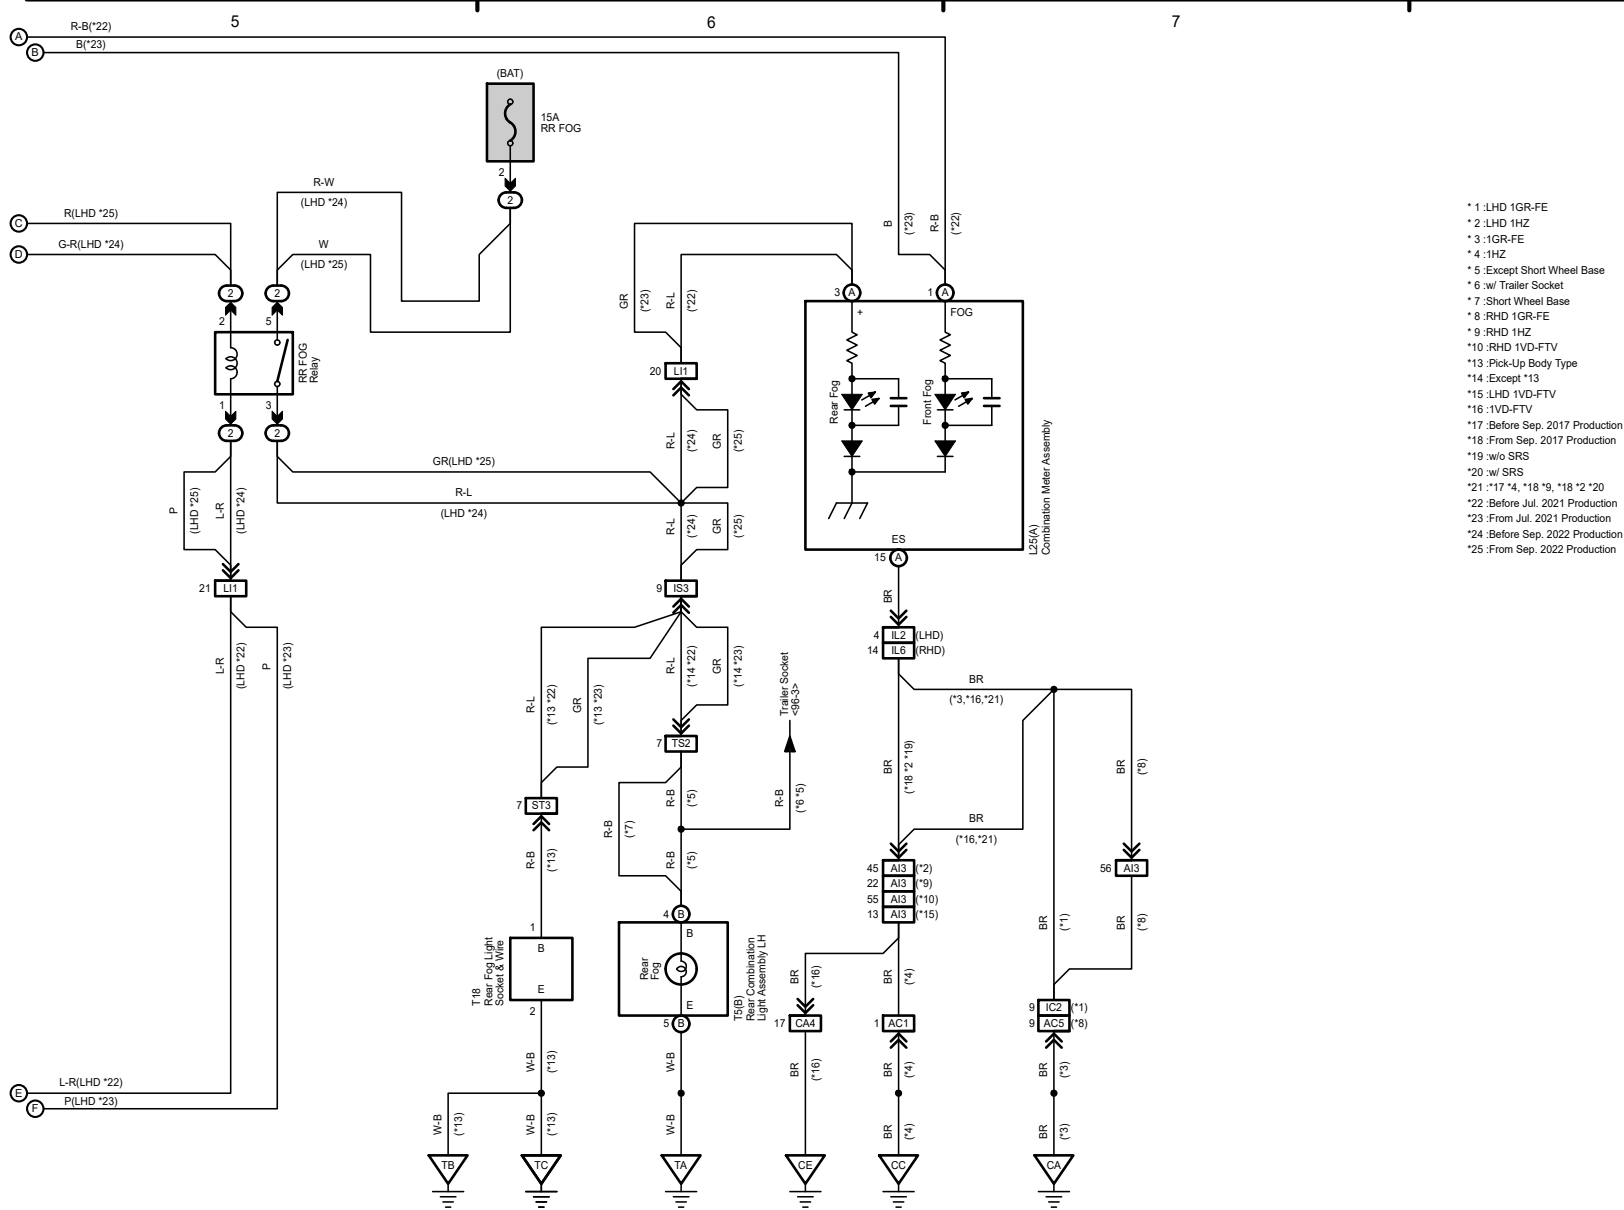 5
6
7
A
R-B(*22)
B
B(*23)
(BAT)
15A
RR FOG
2
2
R-W
(LHD *24)
C
R(LHD *25)
D
G-R(LHD *24)
W
(LHD *25)
2
2
2
5
RR FOG
Relay
1
3
2
2
GR(LHD *25)
R-L
(LHD *24)
P
(LHD *25)
L-R
(LHD *24)
21
LI1
L-R
(LHD *22)
P
(LHD *23)
E
L-R(LHD *22)
F
P(LHD *23)
GR
(*23)
R-L
(*22)
20
LI1
R-L
(*24)
GR
(*25)
R-L
(*24)
GR
(*25)
9
IS3
R-L
(*13 *22)
GR
(*13 *23)
R-L
(*14 *22)
GR
(*14 *23)
Trailer Socket
<96-3>
7
TS2
7
ST3
R-B
(*7)
R-B
(*5)
R-B
(*6 *5)
R-B
(*13)
R-B
(*5)
1
B
E
2
T18
Rear Fog Light
Socket & Wire
4
B
B
Rear
Fog
E
5
B
T5(B)
Rear Combination
Light Assembly LH
W-B
(*13)
W-B
W-B
(*13)
W-B
(*13)
W-B
TB
TC
TA
B
(*23)
R-B
(*22)
3
A
1
A
+
FOG
Rear Fog
Front Fog
ES
15
A
L25(A)
Combination Meter Assembly
BR
4
IL2
(LHD)
14
IL6
(RHD)
BR
(*3,*16,*21)
BR
(*18 *2 *19)
BR
(*8)
BR
(*16,*21)
45
AI3
(*2)
22
AI3
(*9)
55
AI3
(*10)
13
AI3
(*15)
56
AI3
BR
(*16)
BR
(*4)
BR
(*1)
BR
(*8)
17
CA4
1
AC1
9
IC2
(*1)
9
AC5
(*8)
BR
(*16)
BR
(*4)
BR
(*3)
BR
(*4)
BR
(*3)
CE
CC
CA
* 1 :LHD 1GR-FE
* 2 :LHD 1HZ
* 3 :1GR-FE
* 4 :1HZ
* 5 :Except Short Wheel Base
* 6 :w/ Trailer Socket
* 7 :Short Wheel Base
* 8 :RHD 1GR-FE
* 9 :RHD 1HZ
*10 :RHD 1VD-FTV
*13 :Pick-Up Body Type
*14 :Except *13
*15 :LHD 1VD-FTV
*16 :1VD-FTV
*17 :Before Sep. 2017 Production
*18 :From Sep. 2017 Production
*19 :w/o SRS
*20 :w/ SRS
*21 :*17 *4, *18 *9, *18 *2 *20
*22 :Before Jul. 2021 Production
*23 :From Jul. 2021 Production
*24 :Before Sep. 2022 Production
*25 :From Sep. 2022 Production